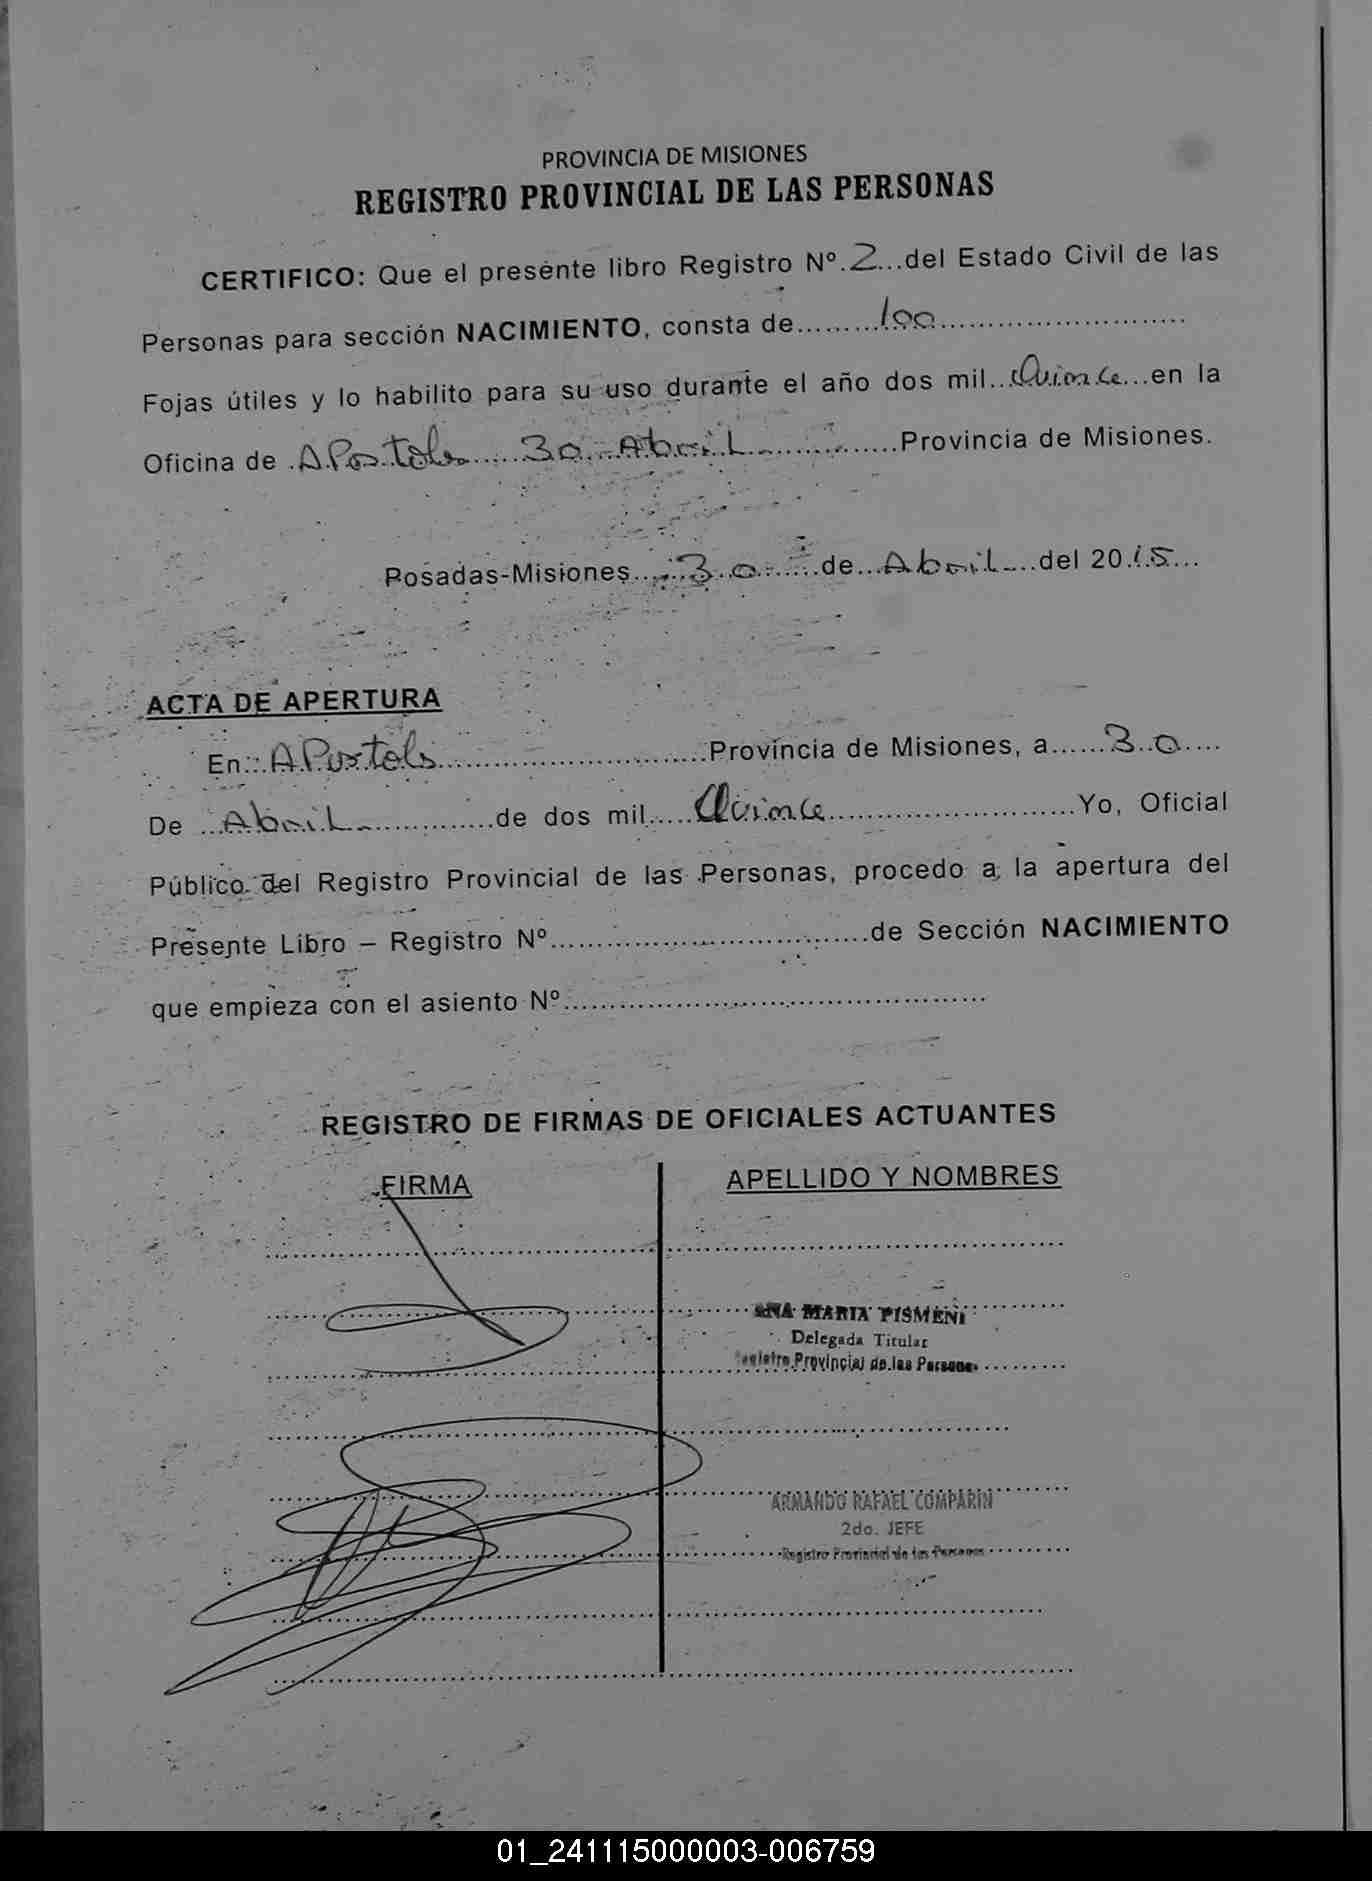 PROVINCIA DE MISIONES
REGISTRO PROVINCIAL DE LAS PERSONAS
CERTIFICO: Que el presente libro Registro Nº.2...del Estado Civil de las
Personas para sección NACIMIENTO, consta de.........100............................
Fojas útiles y lo habilito para su uso durante el año dos mil...Quince...en la
Oficina de .APostoles......30...Abril.................Provincia de Misiones.
Posadas-Misiones......30.......de...Abril....del 20.15...
ACTA DE APERTURA
En...APostols..............................Provincia de Misiones, a......30....
De ...Abril...............de dos mil.....Quince..........................Yo, Oficial
Público del Registro Provincial de las Personas, procedo a la apertura del
Presente Libro – Registro Nº..................................de Sección NACIMIENTO
que empieza con el asiento Nº.............................................
REGISTRO DE FIRMAS DE OFICIALES ACTUANTES
FIRMA APELLIDO Y NOMBRES
ANA MARIA PISMENI
Delegada Titular
Registro Provincial de las Personas
ARMANDO RAFAEL COMPARIN
2do. JEFE
Registro Provincial de las Personas
01_241115000003-006759